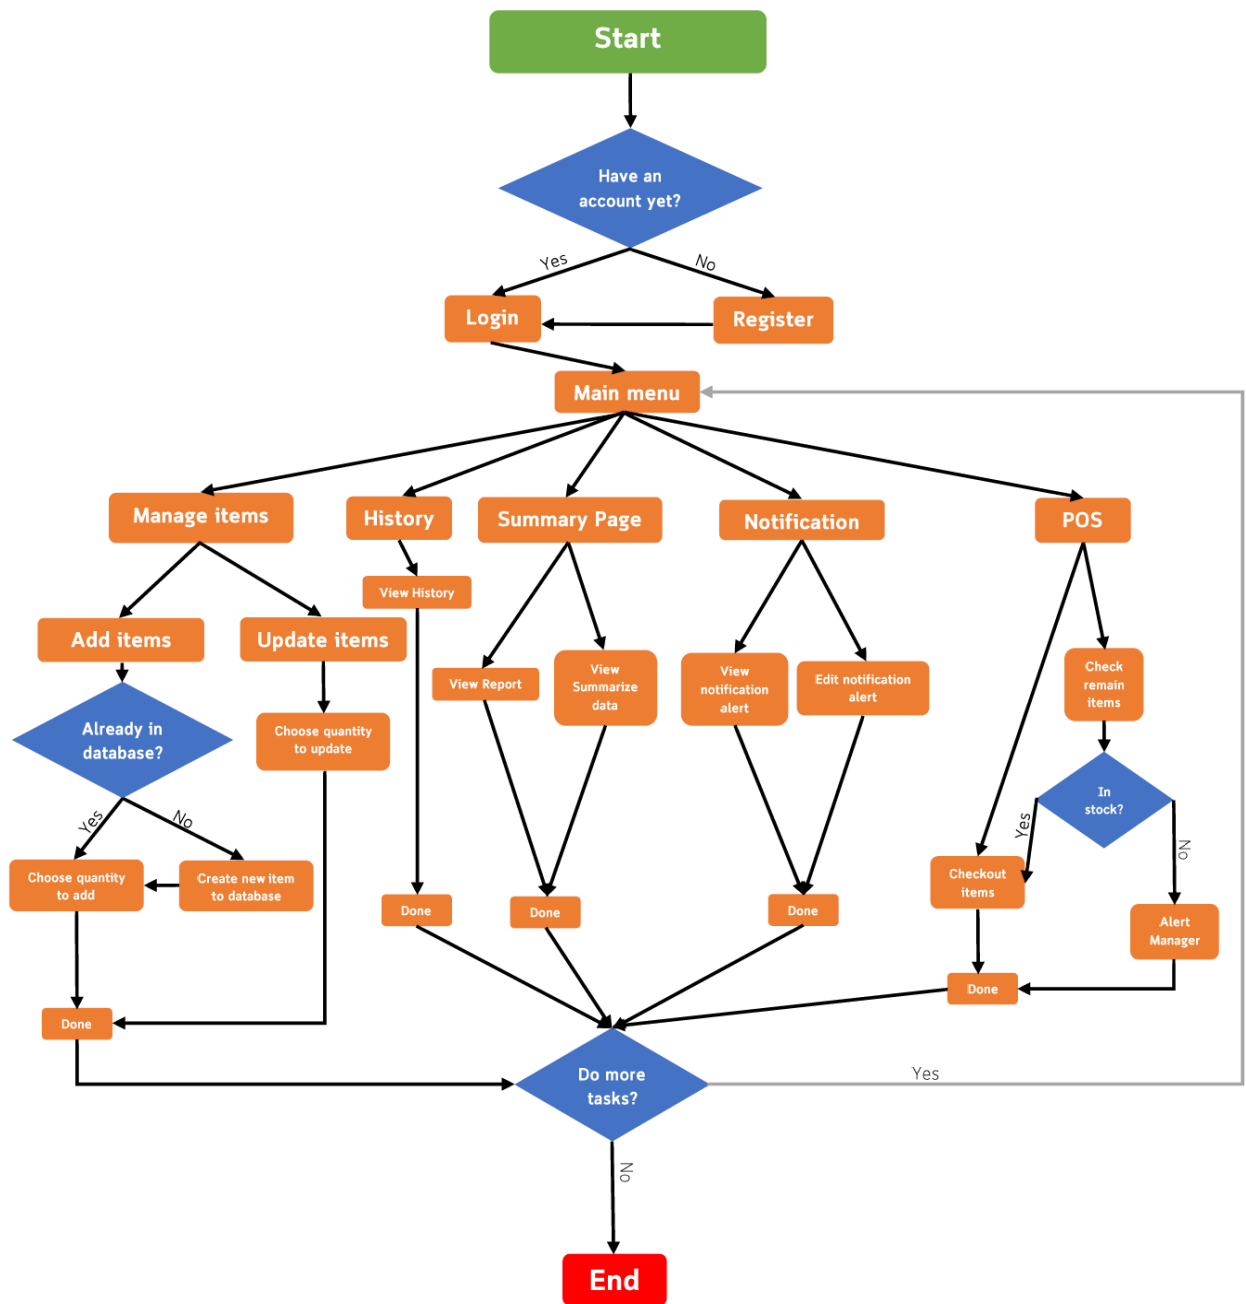 Start
Have an
account yet?
Yes
No
Login
Register
Main menu
Manage items
History
Summary Page
Notification
POS
View History
Add items
Update items
View Report
View
Summarize
data
View
notification
alert
Edit notification
alert
Check
remain
items
Already in
database?
Choose quantity
to update
In
stock?
Yes
No
Yes
No
Choose quantity
to add
Create new item
to database
Checkout
items
Done
Done
Done
Alert
Manager
Done
Done
Do more
tasks?
Yes
No
End